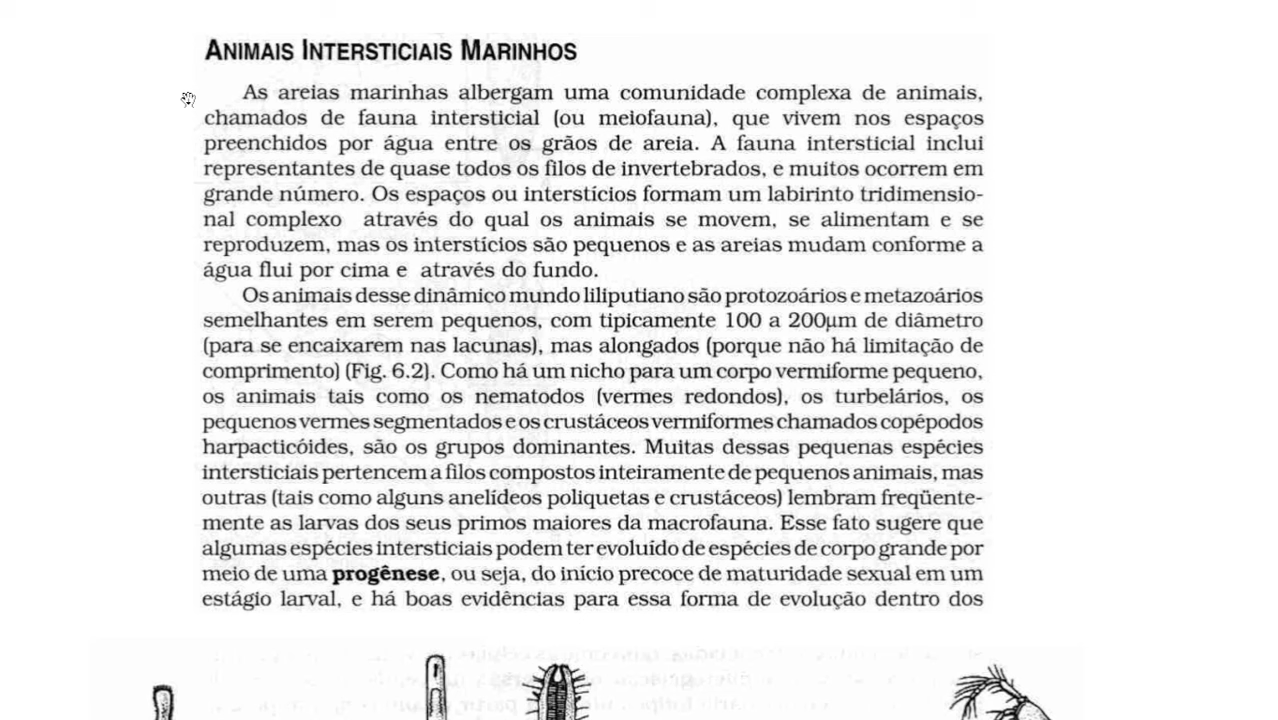 ANIMAIS INTERSTICIAIS MARINHOS
As areias marinhas albergam uma comunidade complexa de animais,
chamados de fauna intersticial (ou meiofauna), que vivem nos espaços
preenchidos por água entre os grãos de areia. A fauna intersticial inclui
representantes de quase todos os filos de invertebrados, e muitos ocorrem em
grande número. Os espaços ou interstícios formam um labirinto tridimensio-
nal complexo através do qual os animais se movem, se alimentam e se
reproduzem, mas os interstícios são pequenos e as areias mudam conforme a
água flui por cima e através do fundo.
Os animais desse dinâmico mundo liliputiano são protozoários e metazoários
semelhantes em serem pequenos, com tipicamente 100 a 200µm de diâmetro
(para se encaixarem nas lacunas), mas alongados (porque não há limitação de
comprimento) (Fig. 6.2). Como há um nicho para um corpo vermiforme pequeno,
os animais tais como os nematodos (vermes redondos), os turbelários, os
pequenos vermes segmentados e os crustáceos vermiformes chamados copépodos
harpacticóides, são os grupos dominantes. Muitas dessas pequenas espécies
intersticiais pertencem a filos compostos inteiramente de pequenos animais, mas
outras (tais como alguns anelídeos poliquetas e crustáceos) lembram freqüente-
mente as larvas dos seus primos maiores da macrofauna. Esse fato sugere que
algumas espécies intersticiais podem ter evoluído de espécies de corpo grande por
meio de uma progênese, ou seja, do início precoce de maturidade sexual em um
estágio larval, e há boas evidências para essa forma de evolução dentro dos